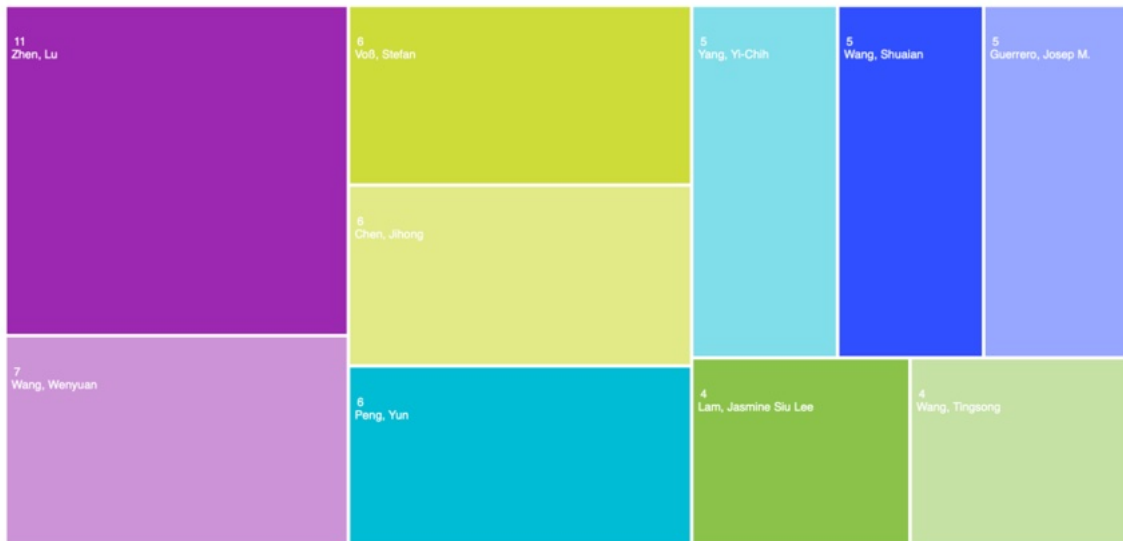 11
Zhen, Lu
7
Wang, Wenyuan
6
Voß, Stefan
6
Chen, Jihong
6
Peng, Yun
5
Yang, Yi-Chih
5
Wang, Shuaian
5
Guerrero, Josep M.
4
Lam, Jasmine Siu Lee
4
Wang, Tingsong